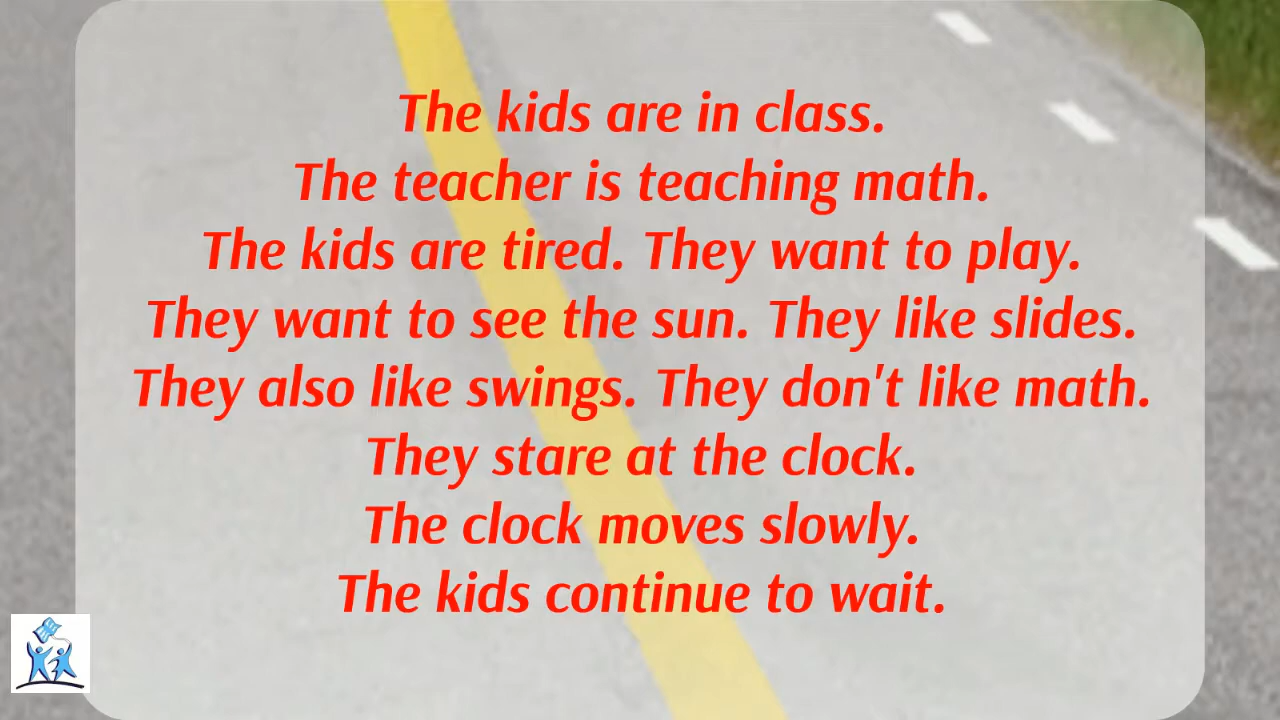 The kids are in class.
The teacher is teaching math.
The kids are tired. They want to play.
They want to see the sun. They like slides.
They also like swings. They don't like math.
They stare at the clock.
The clock moves slowly.
The kids continue to wait.